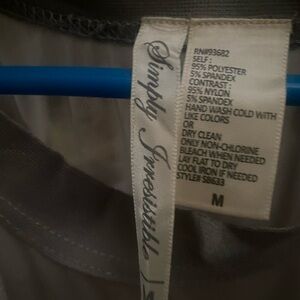 Simply Irresistible
RN#93682
SELF :
95% POLYESTER
5% SPANDEX
CONTRAST :
95% NYLON
5% SPANDEX
HAND WASH COLD WITH
LIKE COLORS
OR
DRY CLEAN
ONLY NON-CHLORINE
BLEACH WHEN NEEDED
LAY FLAT TO DRY
COOL IRON IF NEEDED
STYLE# S8633
M